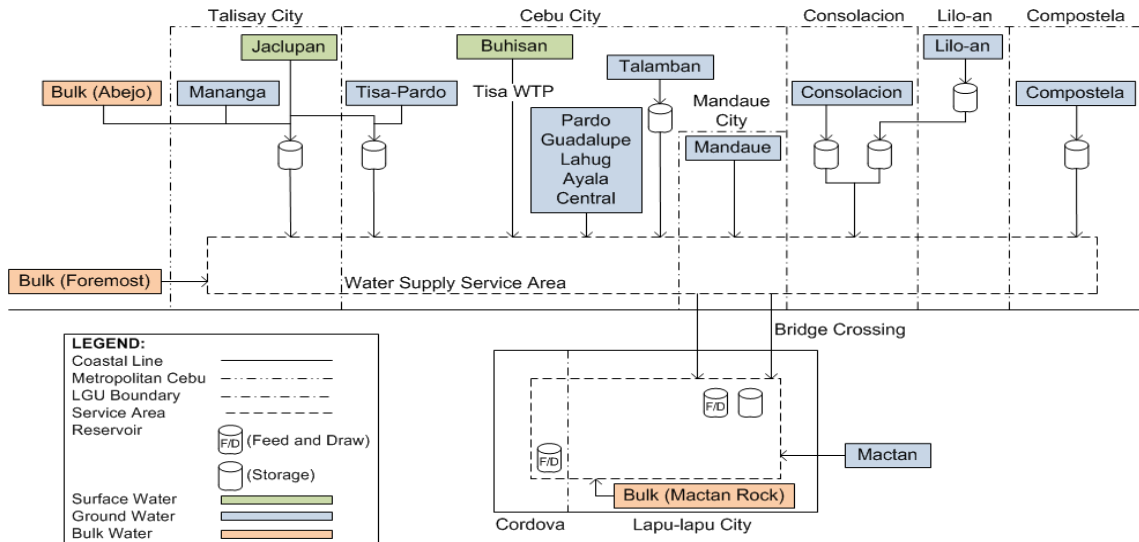 Talisay City
Cebu City
Consolacion
Lilo-an
Compostela
Jaclupan
Buhisan
Lilo-an
Talamban
Bulk (Abejo)
Mananga
Tisa-Pardo
Tisa WTP
Consolacion
Compostela
Mandaue
City
Pardo
Guadalupe
Lahug
Ayala
Central
Mandaue
Bulk (Foremost)
Water Supply Service Area
Bridge Crossing
LEGEND:
Coastal Line
Metropolitan Cebu
LGU Boundary
Service Area
Reservoir
F/D (Feed and Draw)
(Storage)
Surface Water
Ground Water
Bulk Water
F/D
F/D
Mactan
Bulk (Mactan Rock)
Cordova
Lapu-lapu City